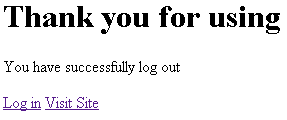 Thank you for using
You have successfully log out
Log in Visit Site